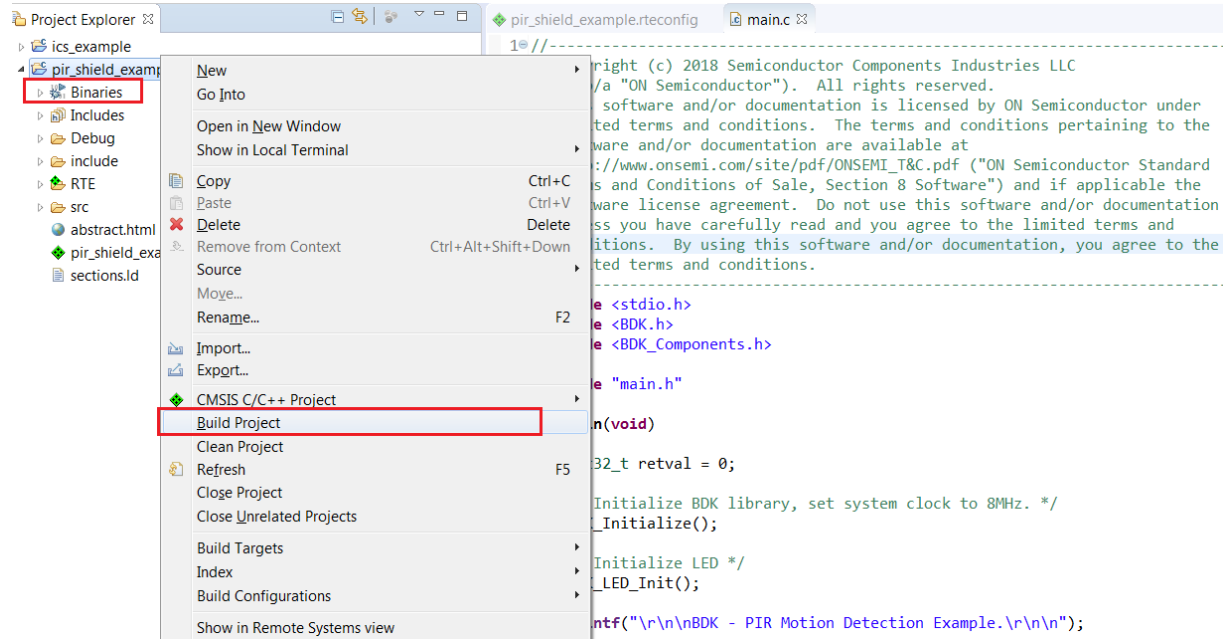 Project Explorer
ics_example
pir_shield_examp
Binaries
Includes
Debug
include
RTE
src
abstract.html
pir_shield_exa
sections.ld
New
Go Into
Open in New Window
Show in Local Terminal
Copy Ctrl+C
Paste Ctrl+V
Delete Delete
Remove from Context Ctrl+Alt+Shift+Down
Source
Move...
Rename... F2
Import...
Export...
CMSIS C/C++ Project
Build Project
Clean Project
Refresh F5
Close Project
Close Unrelated Projects
Build Targets
Index
Build Configurations
Show in Remote Systems view
pir_shield_example.rteconfig main.c
1 //-----------------------------------------------------------------------
right (c) 2018 Semiconductor Components Industries LLC
/a "ON Semiconductor").  All rights reserved.
software and/or documentation is licensed by ON Semiconductor under
ted terms and conditions.  The terms and conditions pertaining to the
ware and/or documentation are available at
://www.onsemi.com/site/pdf/ONSEMI_T&C.pdf ("ON Semiconductor Standard
s and Conditions of Sale, Section 8 Software") and if applicable the
ware license agreement.  Do not use this software and/or documentation
ss you have carefully read and you agree to the limited terms and
itions.  By using this software and/or documentation, you agree to the
ted terms and conditions.
-----------------------------------------------------------------------
e <stdio.h>
e <BDK.h>
e <BDK_Components.h>
e "main.h"
n(void)
32_t retval = 0;
Initialize BDK library, set system clock to 8MHz. */
_Initialize();
Initialize LED */
_LED_Init();
ntf("\r\n\nBDK - PIR Motion Detection Example.\r\n\n");